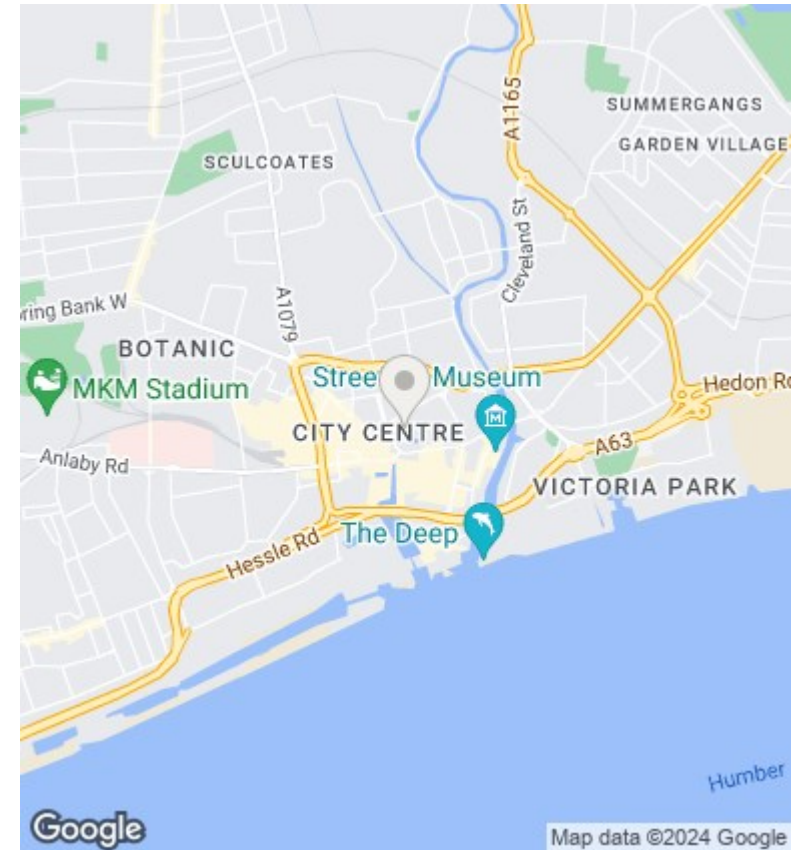 A1165
SUMMERGANGS
GARDEN VILLAGE
SCULCOATES
Cleveland St
ring Bank W
A1079
BOTANIC
MKM Stadium
Stree Museum
Hedon Rd
CITY CENTRE
A63
Anlaby Rd
VICTORIA PARK
The Deep
Hessle Rd
Humber
Google
Map data ©2024 Google